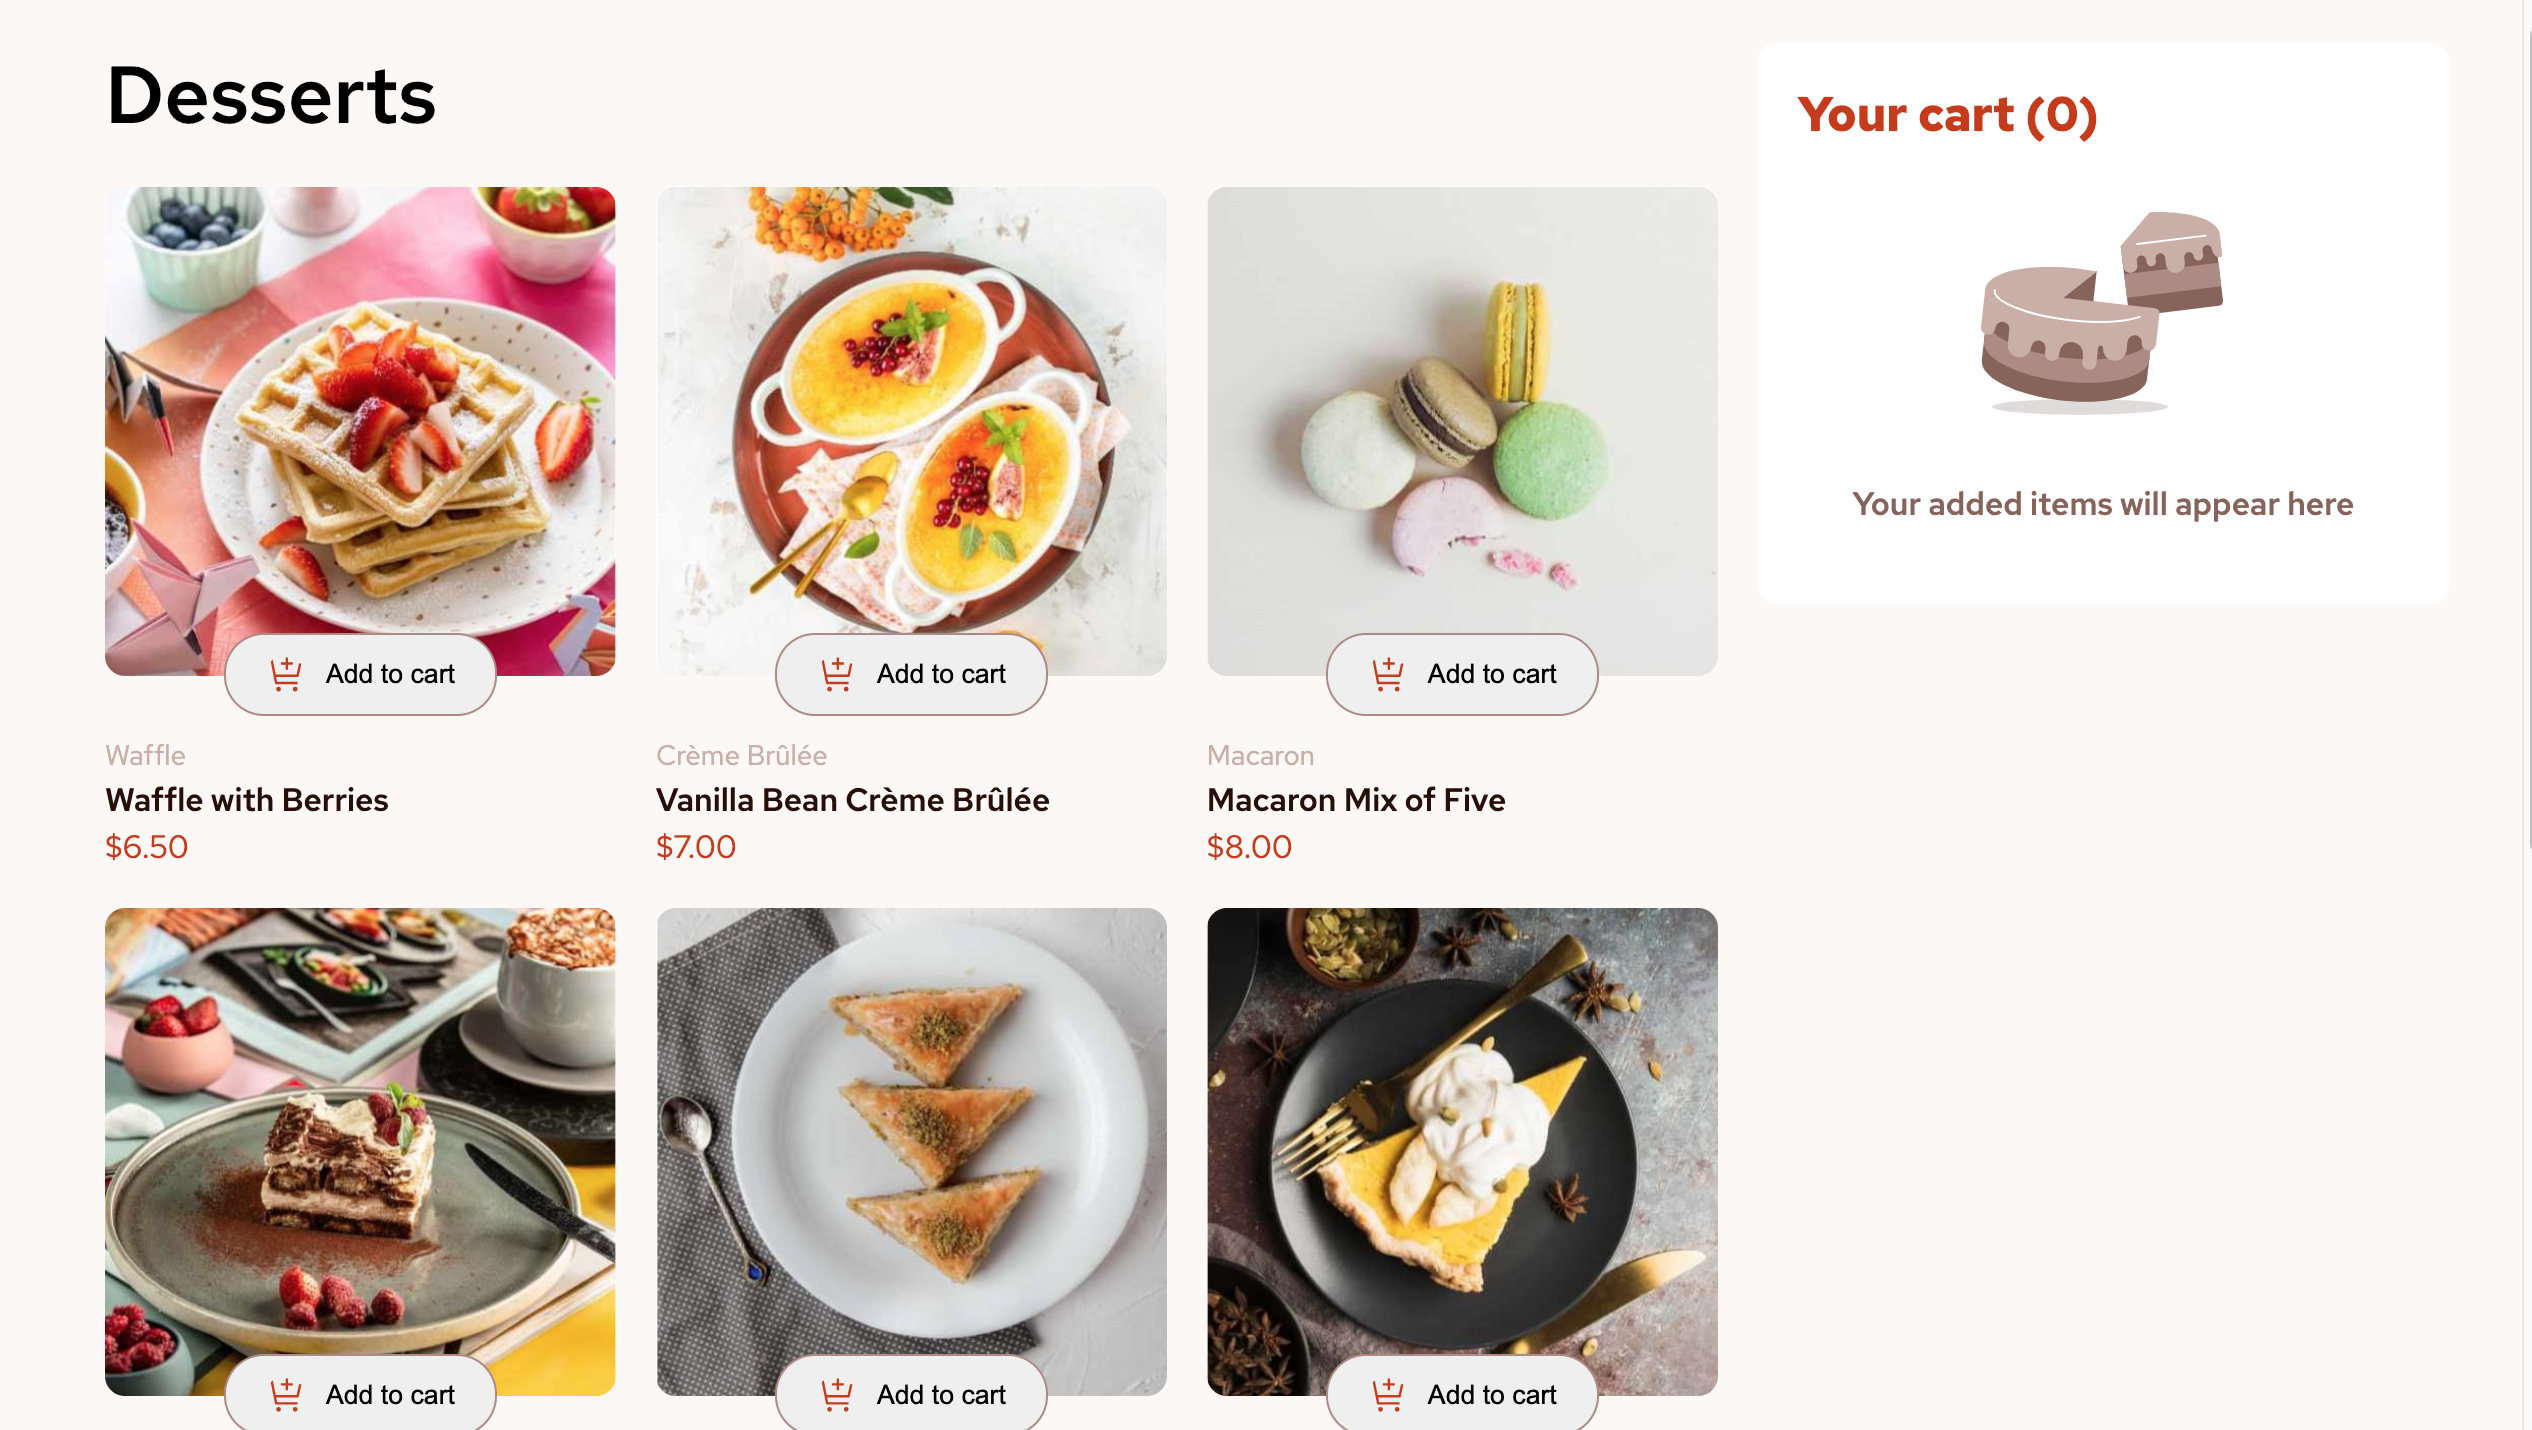 Desserts
Your cart (0)
Your added items will appear here
Add to cart
Add to cart
Add to cart
Waffle
Waffle with Berries
$6.50
Crème Brûlée
Vanilla Bean Crème Brûlée
$7.00
Macaron
Macaron Mix of Five
$8.00
Add to cart
Add to cart
Add to cart